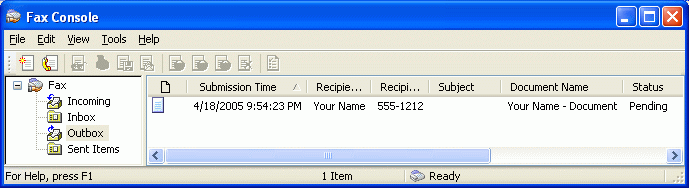 Fax Console
File Edit View Tools Help
Fax
Incoming
Inbox
Outbox
Sent Items
Submission Time Recipie... Recipi... Subject Document Name Status
4/18/2005 9:54:23 PM Your Name 555-1212 Your Name - Document Pending
For Help, press F1 1 Item Ready